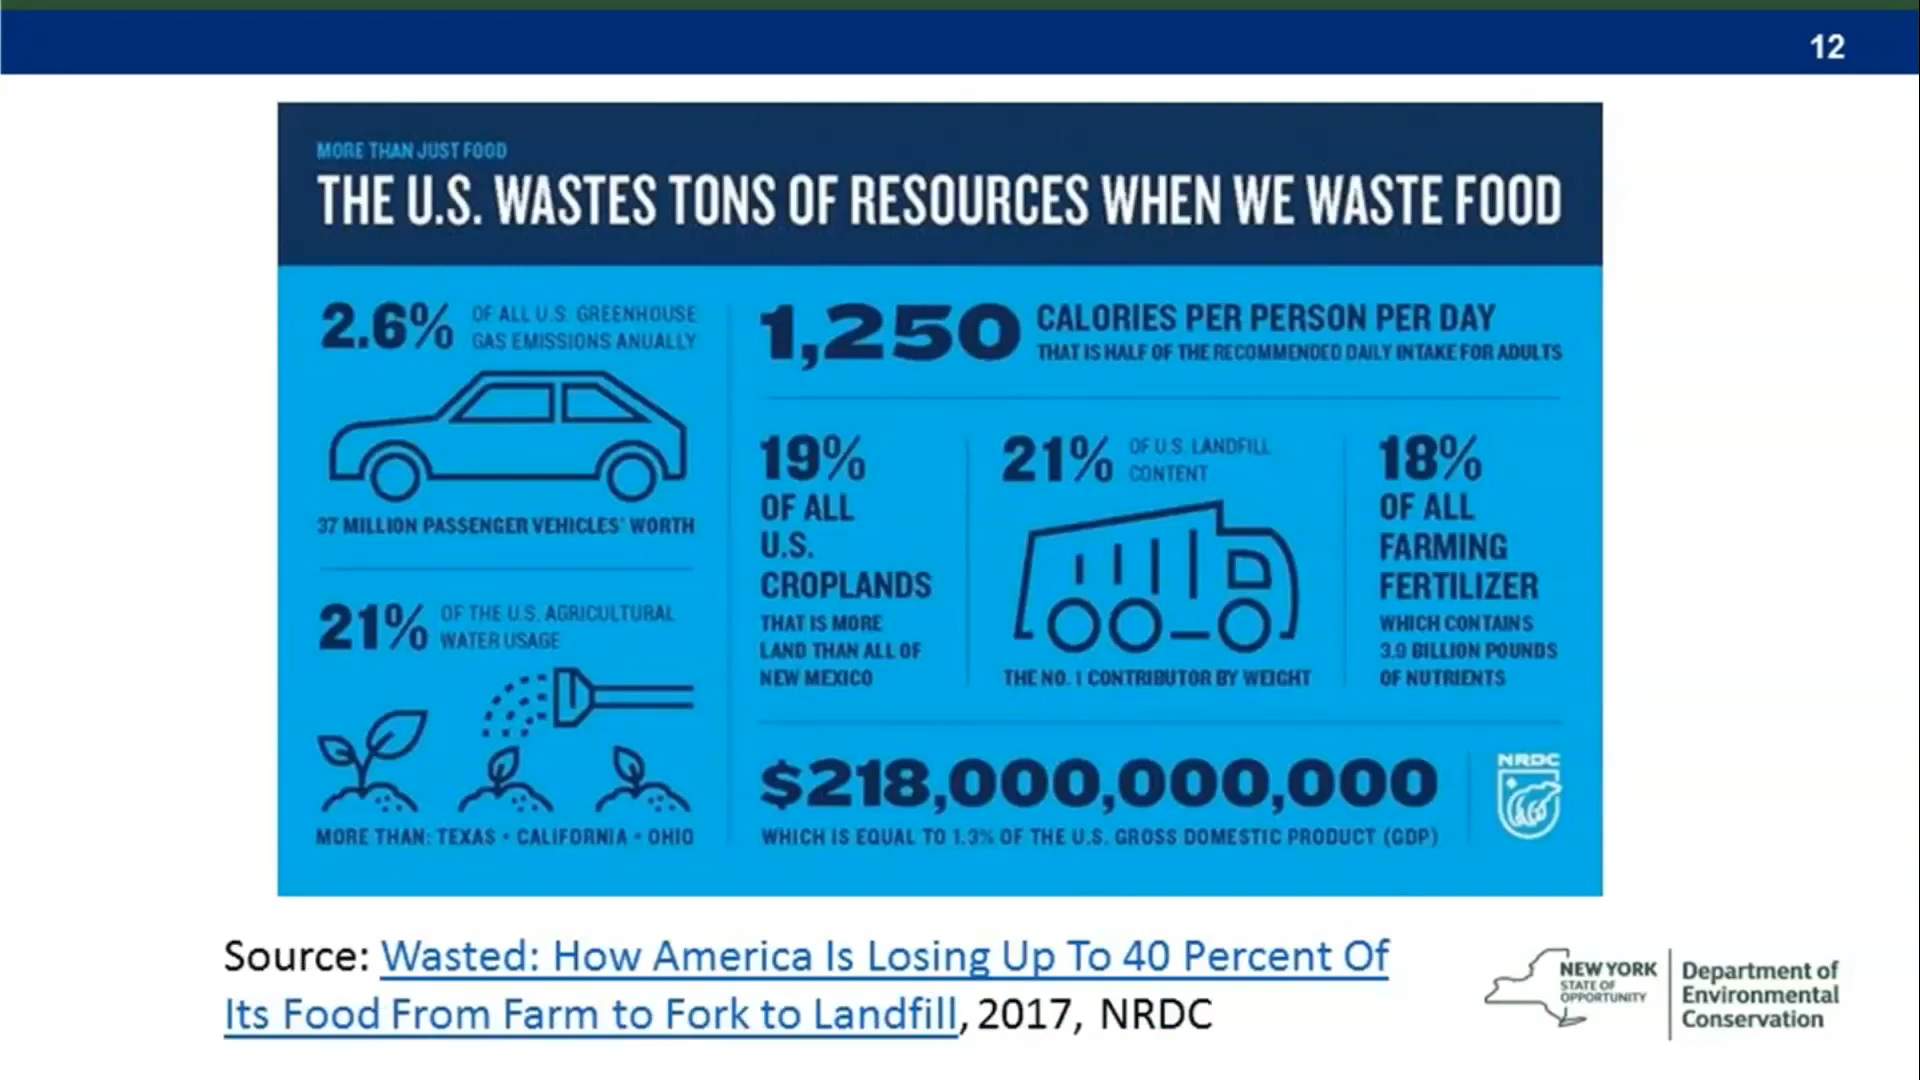 12
MORE THAN JUST FOOD
THE U.S. WASTES TONS OF RESOURCES WHEN WE WASTE FOOD
2.6%
OF ALL U.S. GREENHOUSE
GAS EMISSIONS ANUALLY
37 MILLION PASSENGER VEHICLES' WORTH
21%
OF THE U.S. AGRICULTURAL
WATER USAGE
MORE THAN: TEXAS • CALIFORNIA • OHIO
1,250
CALORIES PER PERSON PER DAY
THAT IS HALF OF THE RECOMMENDED DAILY INTAKE FOR ADULTS
19%
OF ALL
U.S.
CROPLANDS
THAT IS MORE
LAND THAN ALL OF
NEW MEXICO
21%
OF U.S. LANDFILL
CONTENT
THE NO. 1 CONTRIBUTOR BY WEIGHT
18%
OF ALL
FARMING
FERTILIZER
WHICH CONTAINS
3.9 BILLION POUNDS
OF NUTRIENTS
$218,000,000,000
WHICH IS EQUAL TO 1.3% OF THE U.S. GROSS DOMESTIC PRODUCT (GDP)
NRDC
Source: Wasted: How America Is Losing Up To 40 Percent Of
Its Food From Farm to Fork to Landfill, 2017, NRDC
NEW YORK
STATE OF
OPPORTUNITY
Department of
Environmental
Conservation